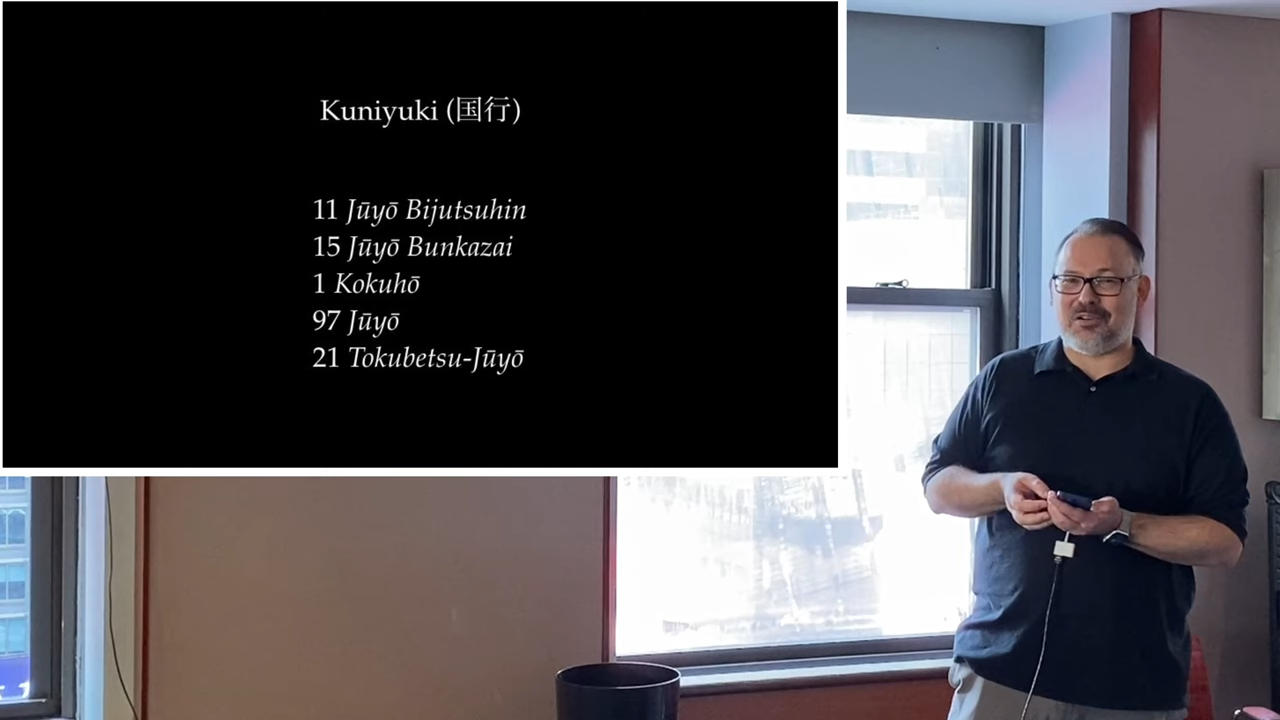 Kuniyuki (国行)
11 Jūyō Bijutsuhin
15 Jūyō Bunkazai
1 Kokuhō
97 Jūyō
21 Tokubetsu-Jūyō